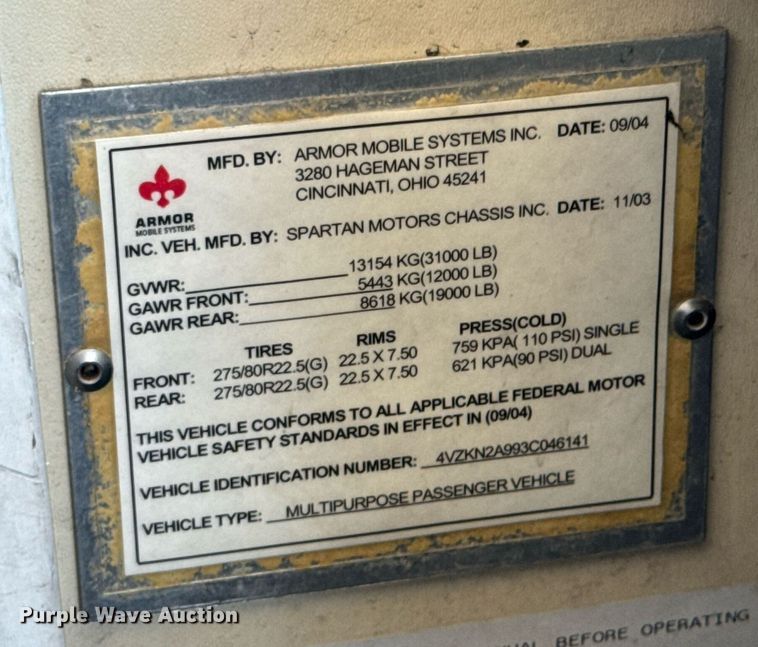 MFD. BY: ARMOR MOBILE SYSTEMS INC. DATE: 09/04
3280 HAGEMAN STREET
CINCINNATI, OHIO 45241
ARMOR
MOBILE SYSTEMS
INC. VEH. MFD. BY: SPARTAN MOTORS CHASSIS INC. DATE: 11/03
GVWR: 13154 KG(31000 LB)
GAWR FRONT: 5443 KG(12000 LB)
GAWR REAR: 8618 KG(19000 LB)
TIRES RIMS PRESS(COLD)
FRONT: 275/80R22.5(G) 22.5 X 7.50 759 KPA( 110 PSI) SINGLE
REAR: 275/80R22.5(G) 22.5 X 7.50 621 KPA(90 PSI) DUAL
THIS VEHICLE CONFORMS TO ALL APPLICABLE FEDERAL MOTOR
VEHICLE SAFETY STANDARDS IN EFFECT IN (09/04)
VEHICLE IDENTIFICATION NUMBER: 4VZKN2A993C046141
VEHICLE TYPE: MULTIPURPOSE PASSENGER VEHICLE
BEFORE OPERATING
Purple Wave Auction